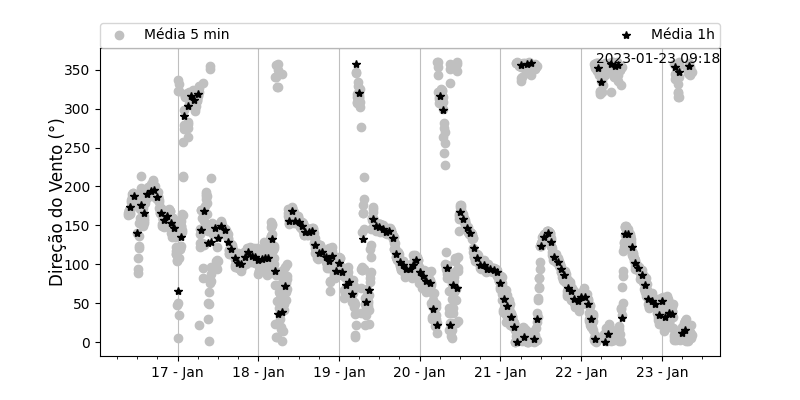 Média 5 min
Média 1h
2023-01-23 09:18
Direção do Vento (°)
350
300
250
200
150
100
50
0
17 - Jan
18 - Jan
19 - Jan
20 - Jan
21 - Jan
22 - Jan
23 - Jan